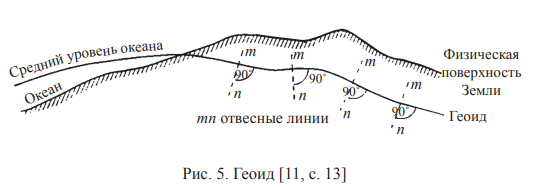 Средний уровень океана
Океан
m
m
m
m
Физическая
поверхность
Земли
90°
90°
90°
90°
n
n
n
n
mn отвесные линии
Геоид
Рис. 5. Геоид [11, с. 13]